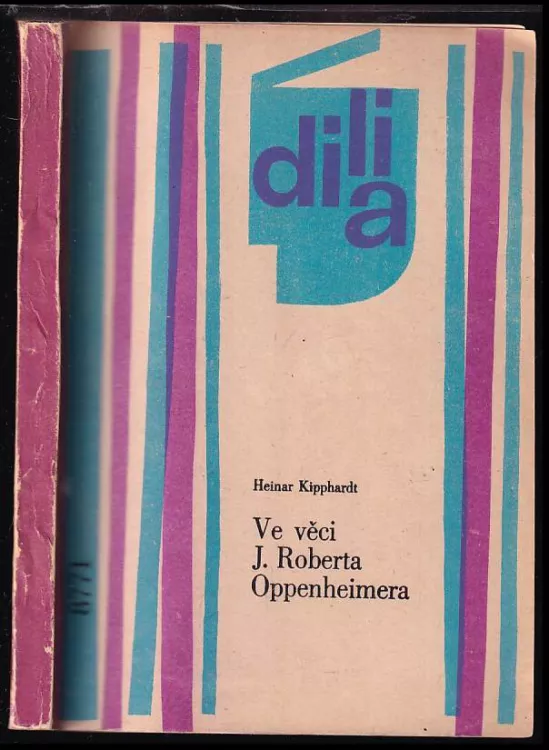 dilia
Heinar Kipphardt
Ve věci
J. Roberta
Oppenheimera